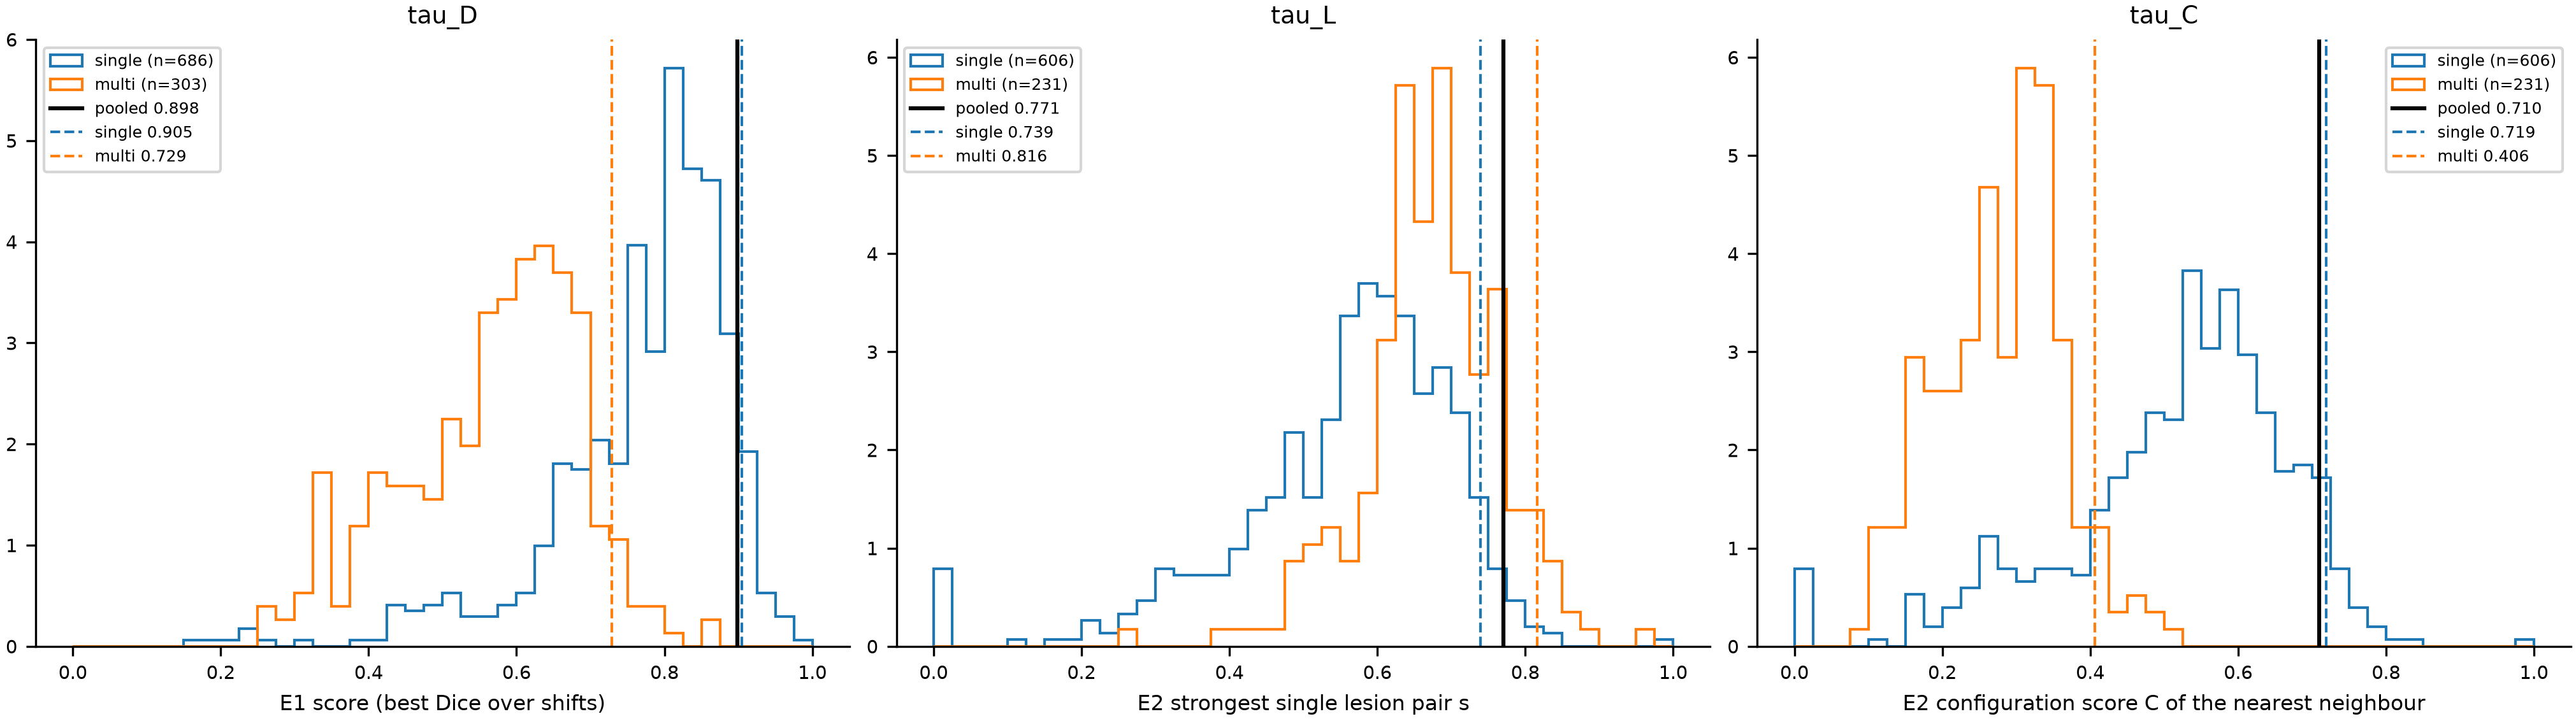 tau_D
6
5
4
3
2
1
0
single (n=686)
multi (n=303)
pooled 0.898
single 0.905
multi 0.729
0.0 0.2 0.4 0.6 0.8 1.0
E1 score (best Dice over shifts)
tau_L
6
5
4
3
2
1
0
single (n=606)
multi (n=231)
pooled 0.771
single 0.739
multi 0.816
0.0 0.2 0.4 0.6 0.8 1.0
E2 strongest single lesion pair s
tau_C
6
5
4
3
2
1
0
single (n=606)
multi (n=231)
pooled 0.710
single 0.719
multi 0.406
0.0 0.2 0.4 0.6 0.8 1.0
E2 configuration score C of the nearest neighbour